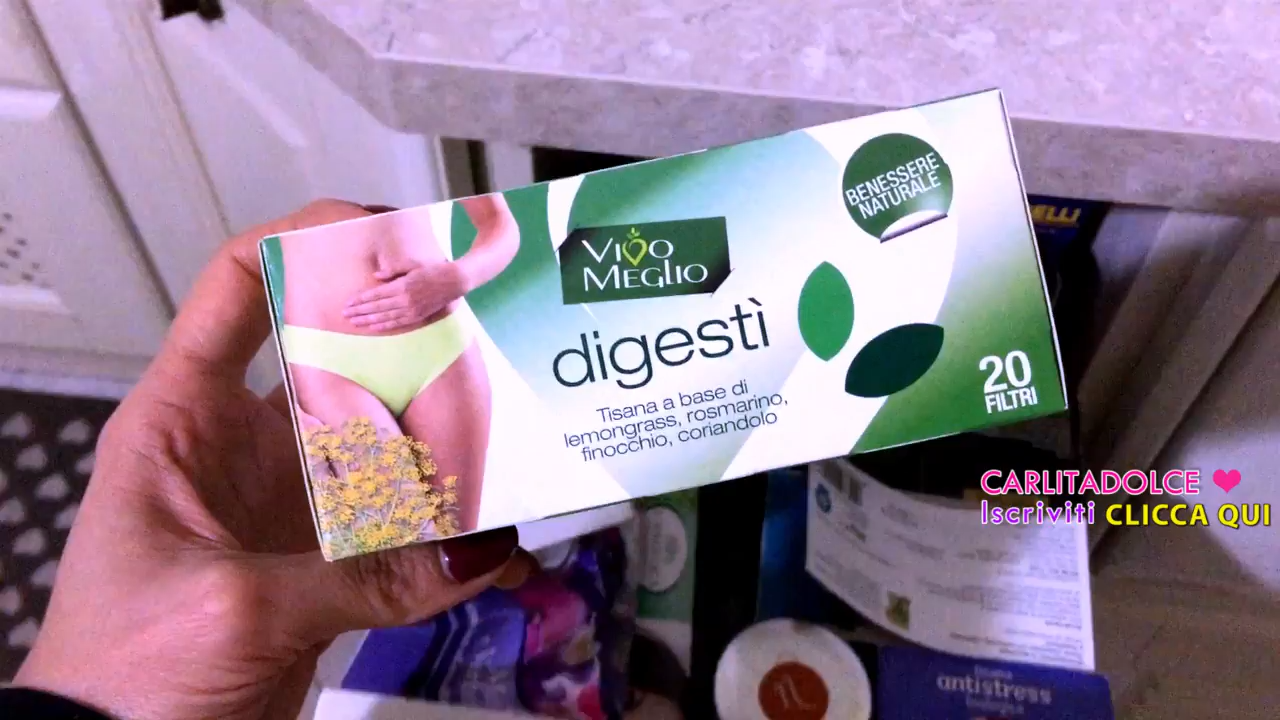 BENESSERE
NATURALE
VIVO
MEGLIO
digestì
Tisana a base di
lemongrass, rosmarino,
finocchio, coriandolo
20
FILTRI
ELLI
CARLITADOLCE ❤
Iscriviti CLICCA QUI
antistress